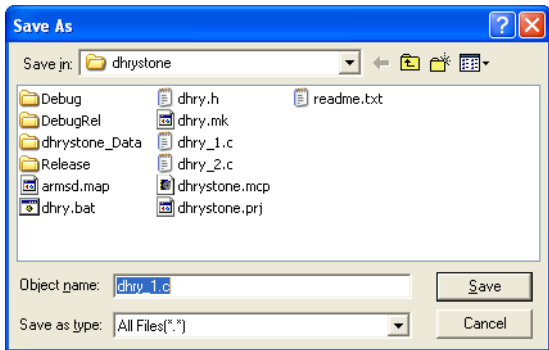 Save As
Save in: dhrystone
Debug
DebugRel
dhrystone_Data
Release
armsd.map
dhry.bat
dhry.h
dhry.mk
dhry_1.c
dhry_2.c
dhrystone.mcp
dhrystone.prj
readme.txt
Object name: dhry_1.c
Save
Save as type: All Files(*.*)
Cancel